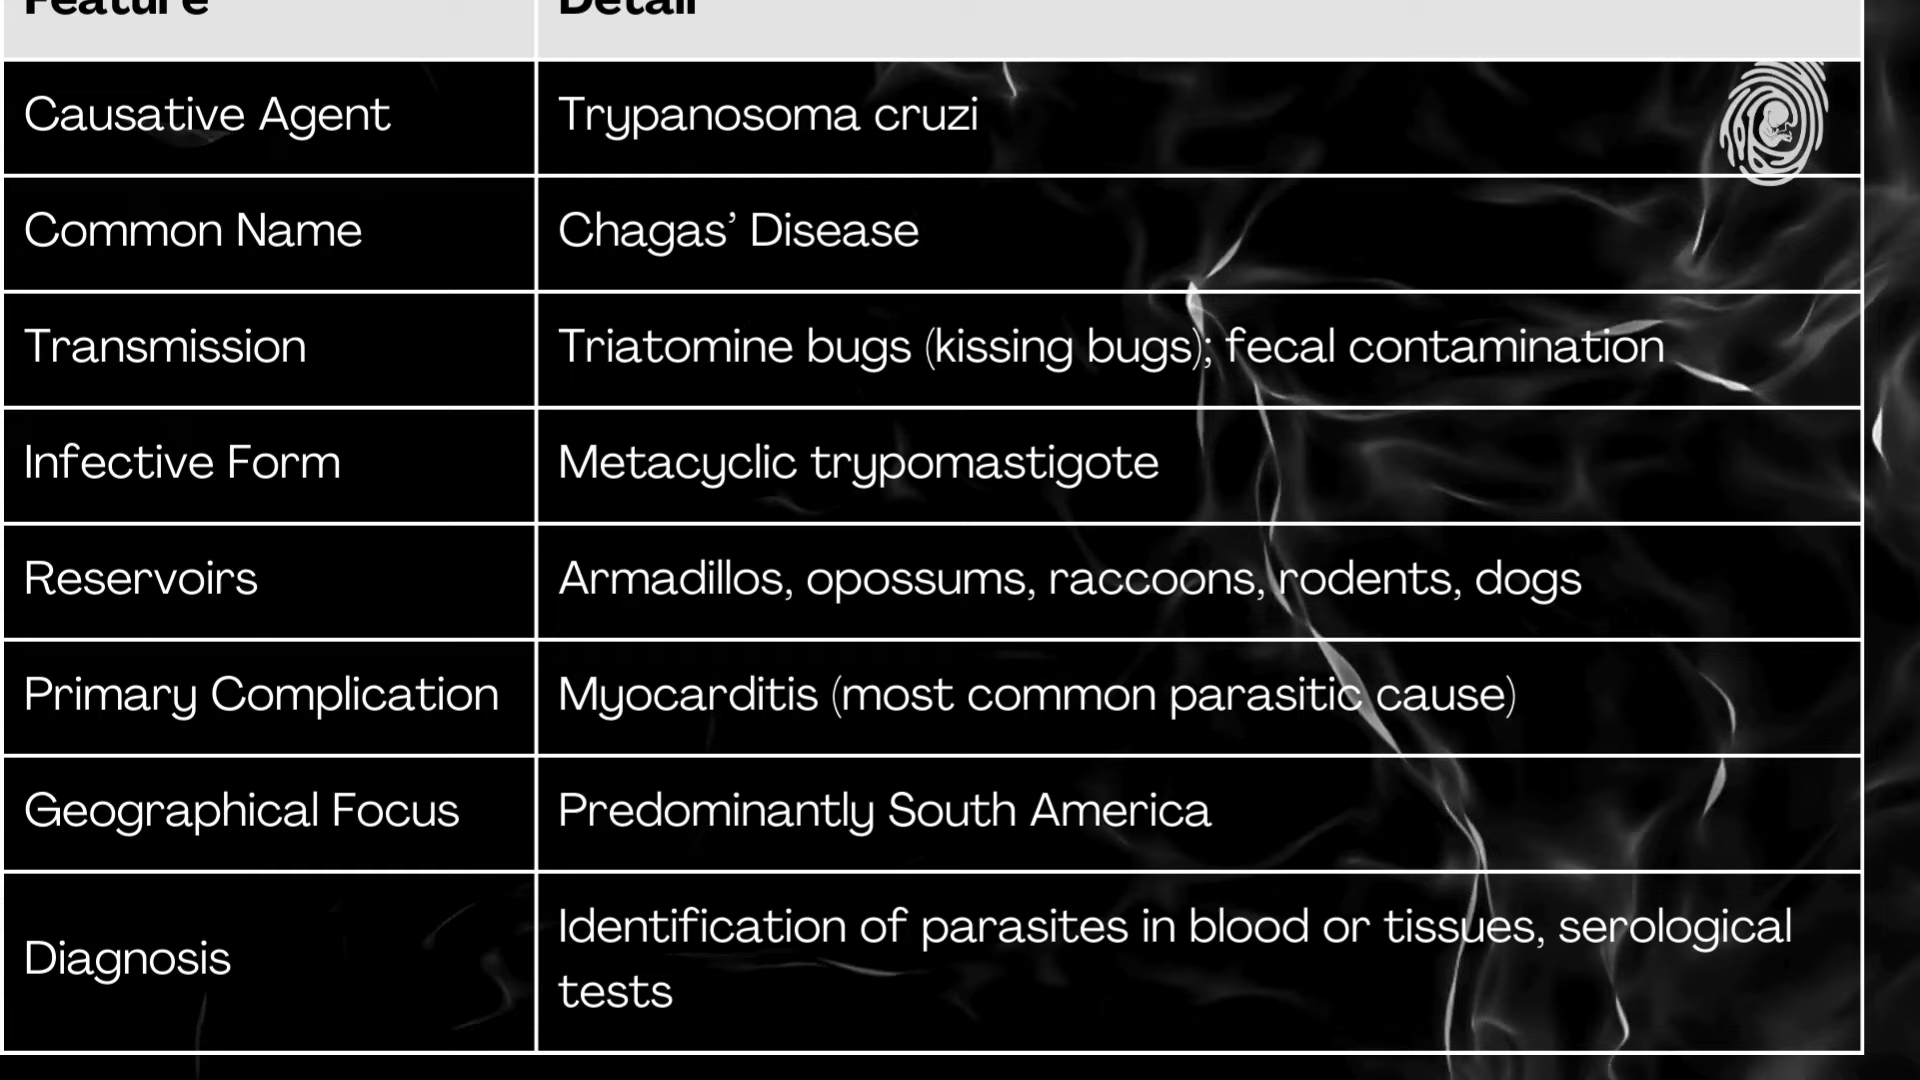 Feature Detail
Causative Agent Trypanosoma cruzi
Common Name Chagas’ Disease
Transmission Triatomine bugs (kissing bugs); fecal contamination
Infective Form Metacyclic trypomastigote
Reservoirs Armadillos, opossums, raccoons, rodents, dogs
Primary Complication Myocarditis (most common parasitic cause)
Geographical Focus Predominantly South America
Diagnosis Identification of parasites in blood or tissues, serological
tests